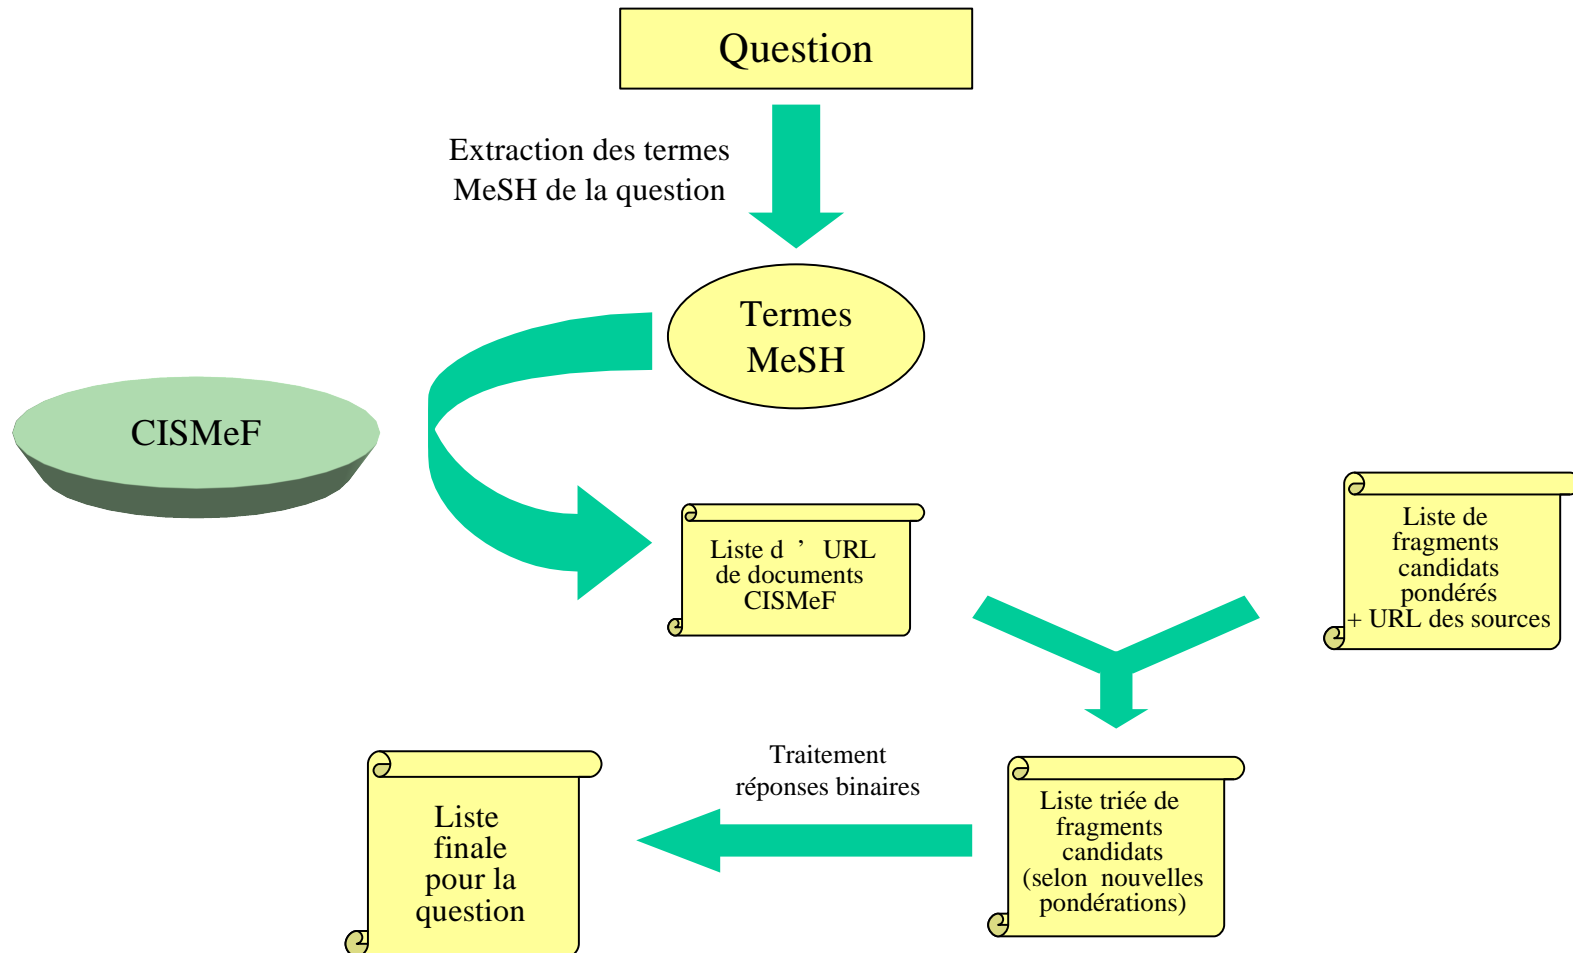 Question
Extraction des termes
MeSH de la question
Termes
MeSH
CISMeF
Liste d ’ URL
de documents
CISMeF
Liste de
fragments
candidats
pondérés
+ URL des sources
Traitement
réponses binaires
Liste triée de
fragments
candidats
(selon nouvelles
pondérations)
Liste
finale
pour la
question